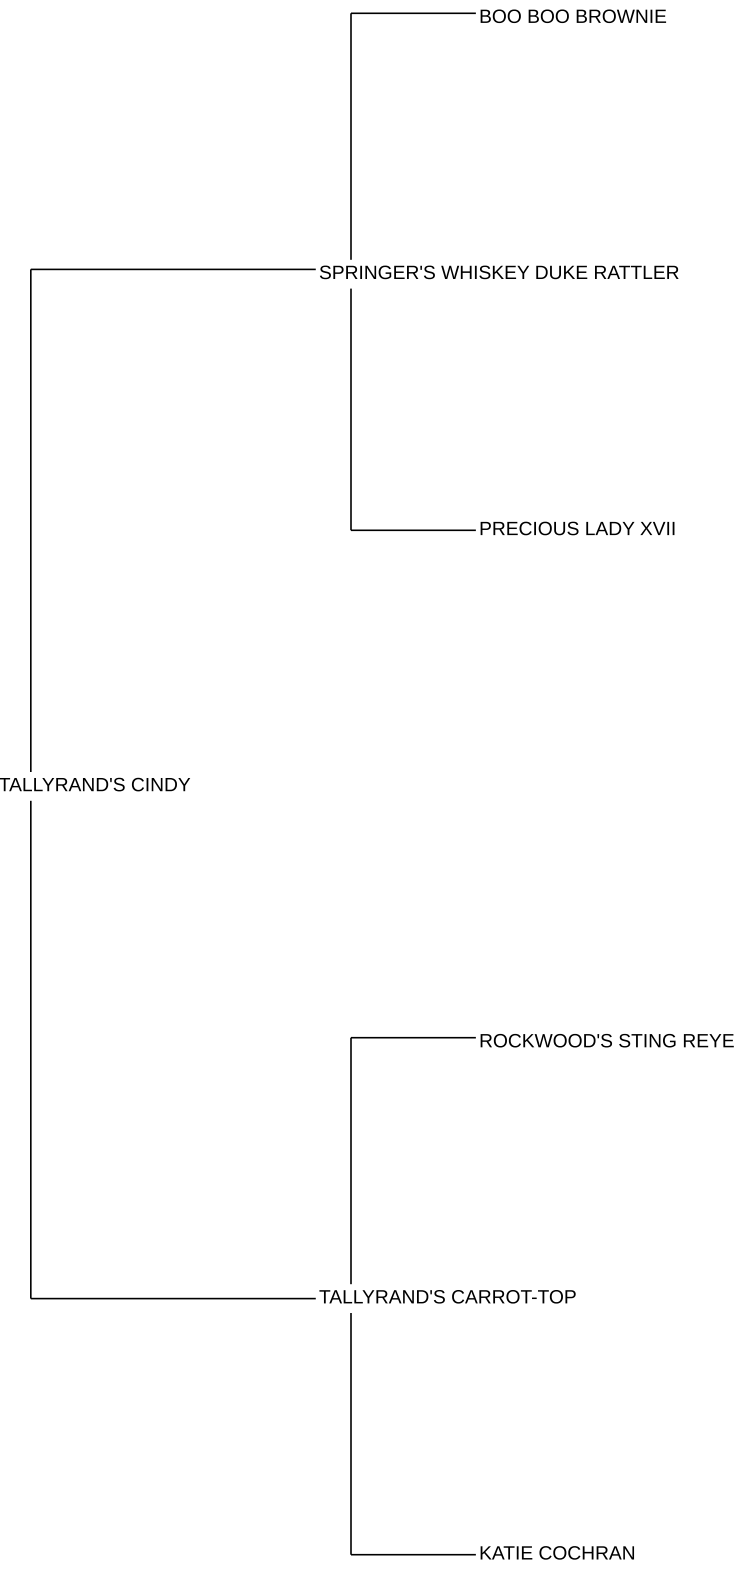 BOO BOO BROWNIE
SPRINGER'S WHISKEY DUKE RATTLER
PRECIOUS LADY XVII
TALLYRAND'S CINDY
ROCKWOOD'S STING REYE
TALLYRAND'S CARROT-TOP
KATIE COCHRAN